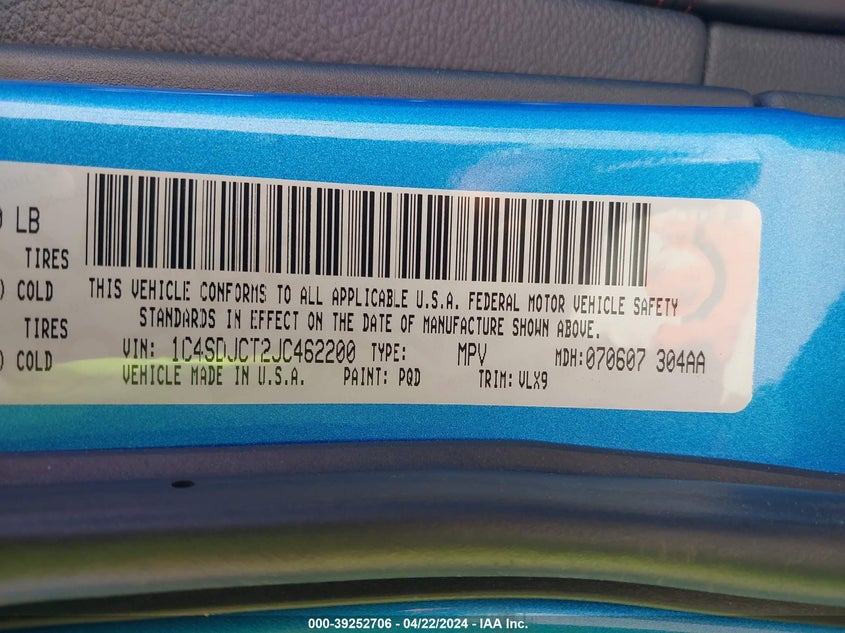 0 LB
TIRES
) COLD
TIRES
) COLD
THIS VEHICLE CONFORMS TO ALL APPLICABLE U.S.A. FEDERAL MOTOR VEHICLE SAFETY
STANDARDS IN EFFECT ON THE DATE OF MANUFACTURE SHOWN ABOVE.
VIN: 1C4SDJCT2JC462200 TYPE: MPV MDH:070607 304AA
VEHICLE MADE IN U.S.A. PAINT: PQD TRIM: VLX9
000-39252706 - 04/22/2024 - IAA Inc.